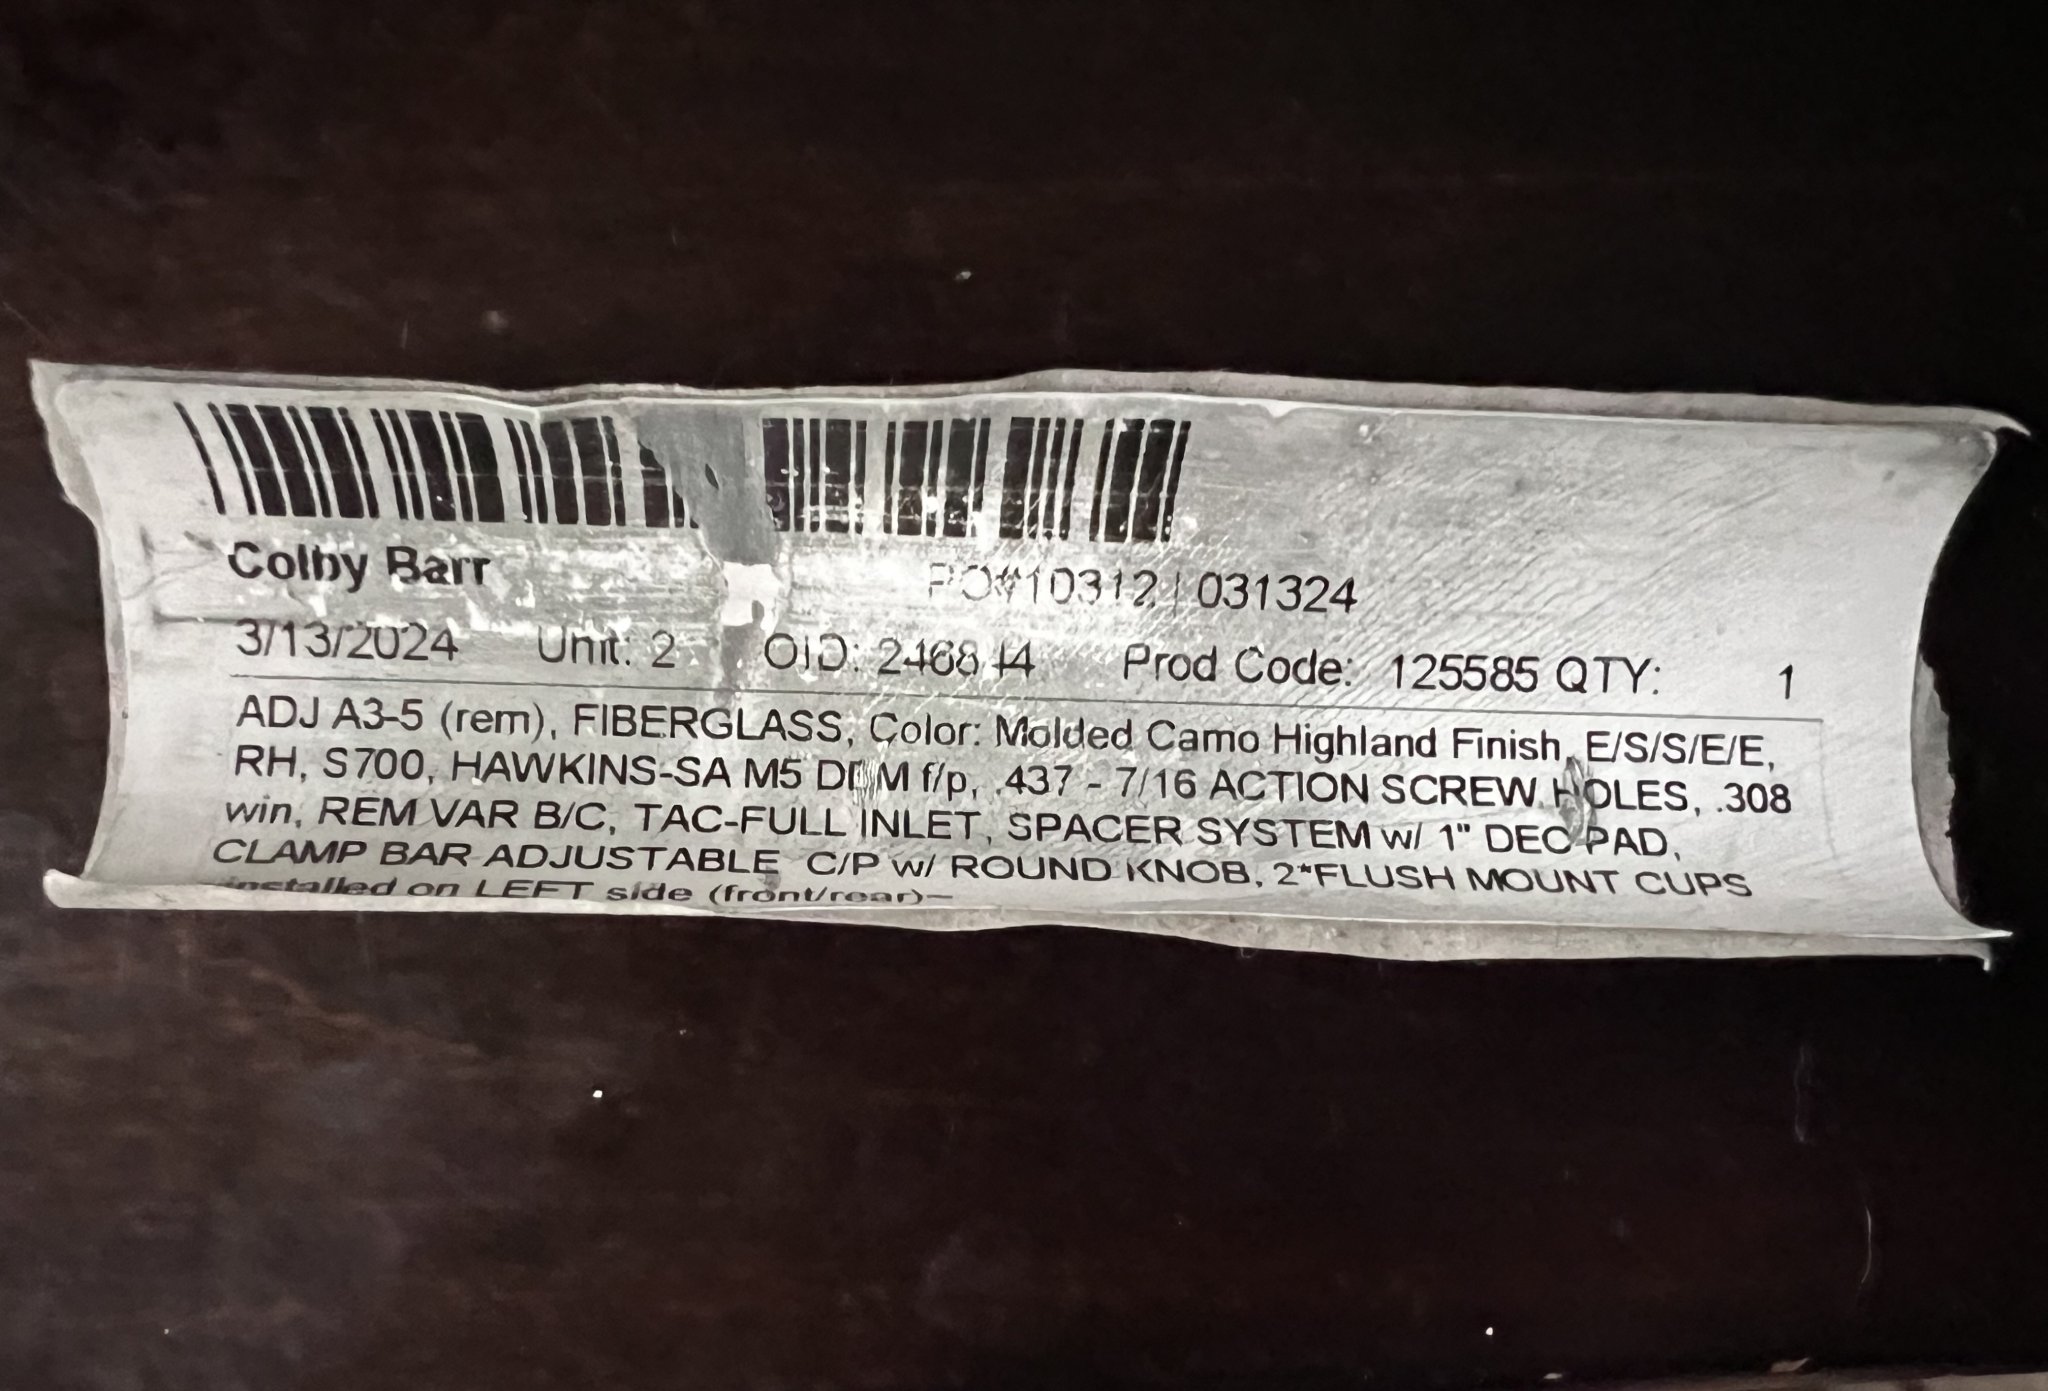 Colby Barr PO#10312 | 031324
3/13/2024 Unit: 2 OID: Prod Code: 125585 QTY: 1
ADJ A3-5 (rem), FIBERGLASS, Color: Molded Camo Highland Finish, E/S/S/E/E,
RH, S700, HAWKINS-SA M5 f/p, .437 - 7/16 ACTION SCREW HOLES, .308
win, REM VAR B/C, TAC-FULL INLET, SPACER SYSTEM w/ 1" DEC PAD,
CLAMP BAR ADJUSTABLE C/P w/ ROUND KNOB, 2*FLUSH MOUNT CUPS
installed on LEFT side (front/rear)~